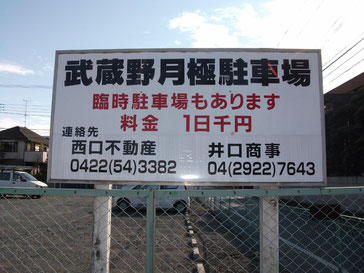 武蔵野月極駐車場
臨時駐車場もあります
料金 1日千円
連絡先
西口不動産 井口商事
0422(54)3382 04(2922)7643